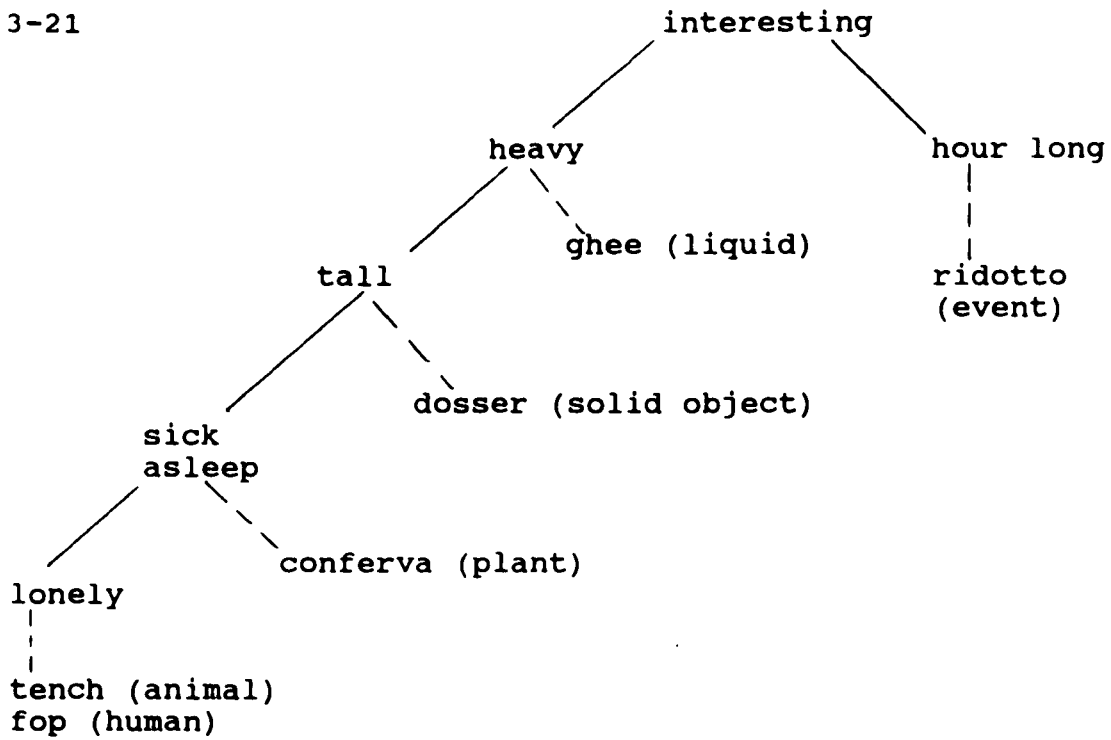 3-21
interesting
heavy
hour long
ghee (liquid)
tall
ridotto
(event)
dosser (solid object)
sick
asleep
conferva (plant)
lonely
tench (animal)
fop (human)